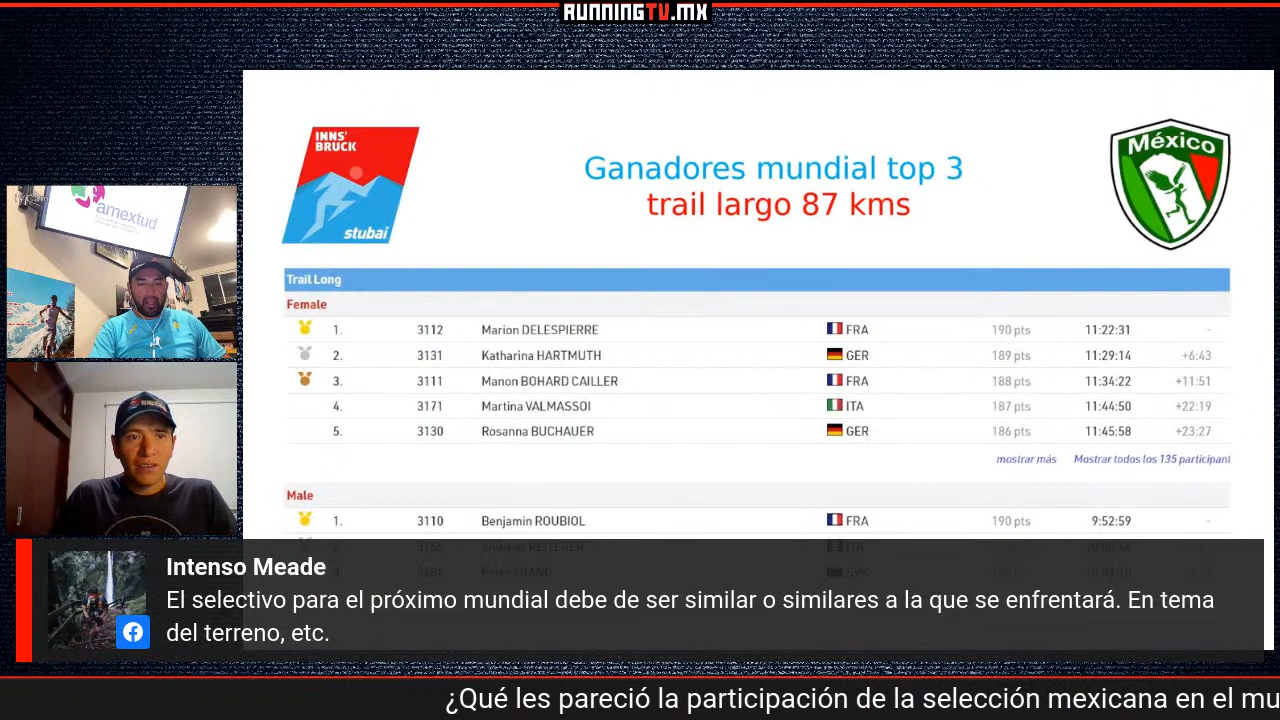 RUNNINGTV.MX
INNS'
BRUCK
stubai
Ganadores mundial top 3
trail largo 87 kms
México
amextud
Trail Long
Female
1. 3112 Marion DELESPIERRE FRA 190 pts 11:22:31 -
2. 3131 Katharina HARTMUTH GER 189 pts 11:29:14 +6:43
3. 3111 Manon BOHARD CAILLER FRA 188 pts 11:34:22 +11:51
4. 3171 Martina VALMASSOI ITA 187 pts 11:44:50 +22:19
5. 3130 Rosanna BUCHAUER GER 186 pts 11:45:58 +23:27
mostrar más Mostrar todos los 135 participant
Male
1. 3110 Benjamin ROUBIOL FRA 190 pts 9:52:59 -
Intenso Meade
El selectivo para el próximo mundial debe de ser similar o similares a la que se enfrentará. En tema
del terreno, etc.
¿Qué les pareció la participación de la selección mexicana en el mu